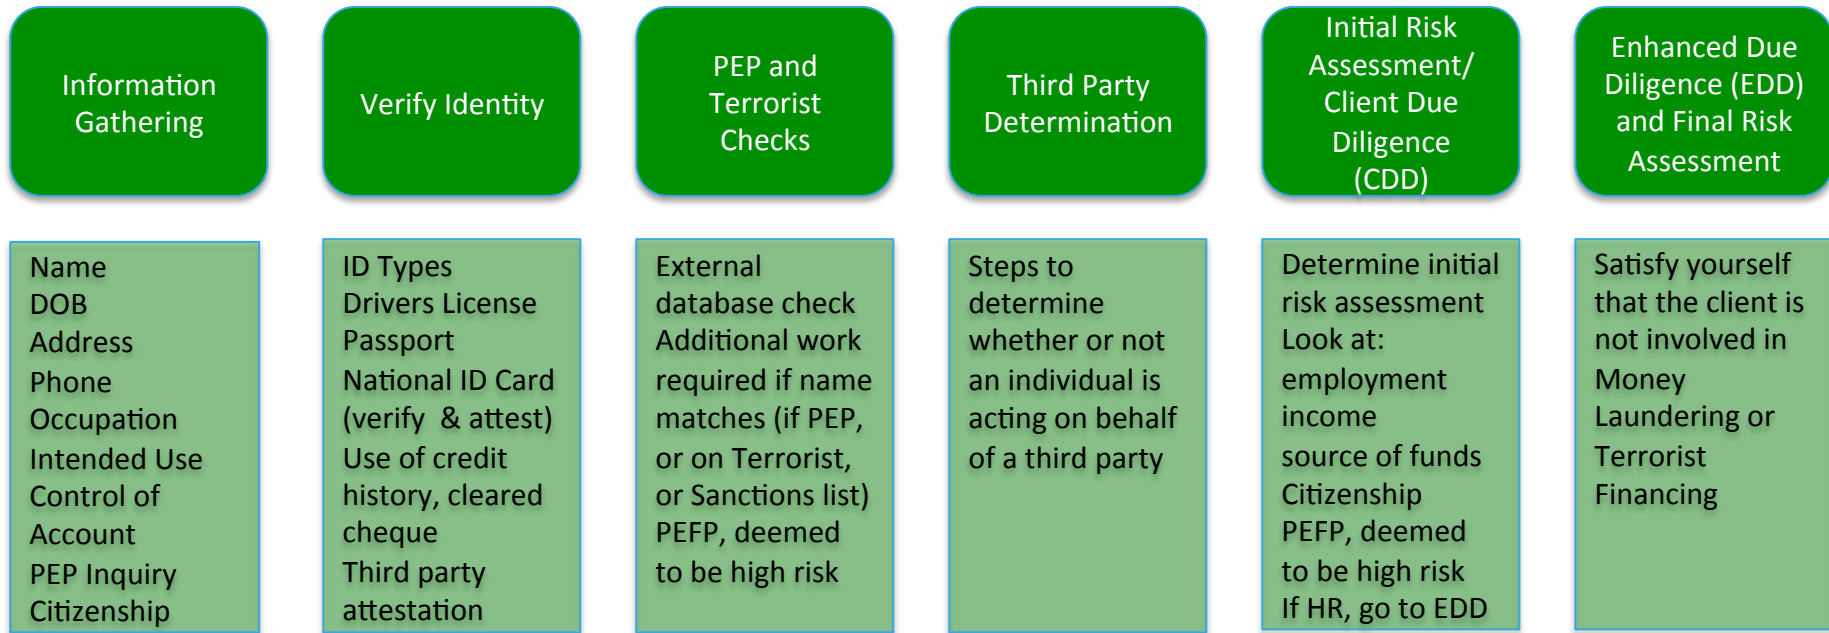 Information
Gathering
Verify Identity
PEP and
Terrorist
Checks
Third Party
Determination
Initial Risk
Assessment/
Client Due
Diligence
(CDD)
Enhanced Due
Diligence (EDD)
and Final Risk
Assessment
Name
DOB
Address
Phone
Occupation
Intended Use
Control of
Account
PEP Inquiry
Citizenship
ID Types
Drivers License
Passport
National ID Card
(verify & attest)
Use of credit
history, cleared
cheque
Third party
attestation
External
database check
Additional work
required if name
matches (if PEP,
or on Terrorist,
or Sanctions list)
PEFP, deemed
to be high risk
Steps to
determine
whether or not
an individual is
acting on behalf
of a third party
Determine initial
risk assessment
Look at:
employment
income
source of funds
Citizenship
PEFP, deemed
to be high risk
If HR, go to EDD
Satisfy yourself
that the client is
not involved in
Money
Laundering or
Terrorist
Financing